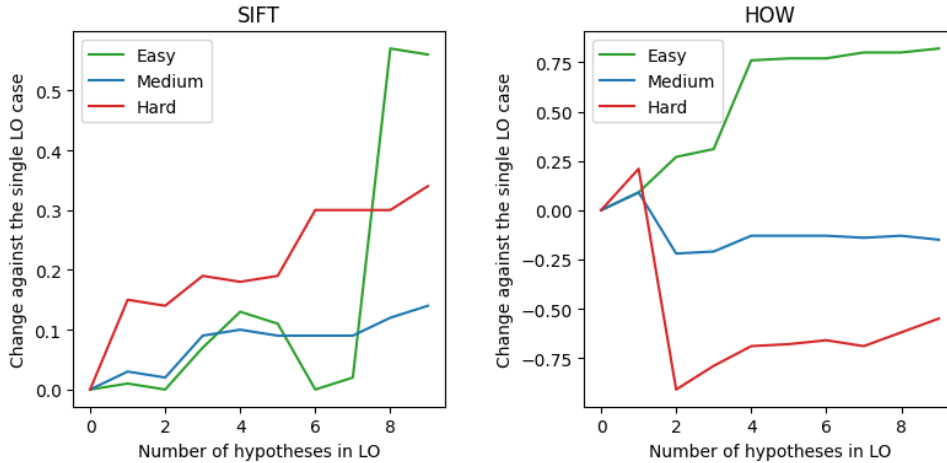 SIFT
Change against the single LO case
0.5
0.4
0.3
0.2
0.1
0.0
Easy
Medium
Hard
0 2 4 6 8
Number of hypotheses in LO
HOW
Change against the single LO case
0.75
0.50
0.25
0.00
−0.25
−0.50
−0.75
Easy
Medium
Hard
0 2 4 6 8
Number of hypotheses in LO